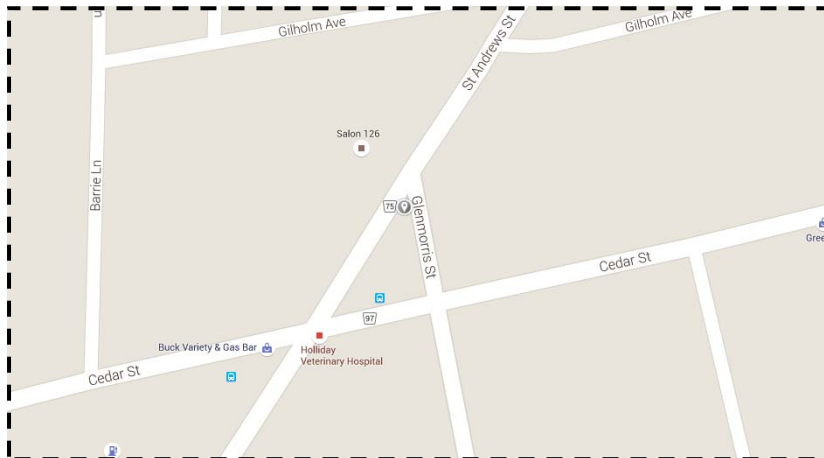 Gilholm Ave
Gilholm Ave
St Andrews St
Salon 126
Barrie Ln
75
Glenmorris St
Cedar St
97
Buck Variety & Gas Bar
Holliday
Veterinary Hospital
Cedar St